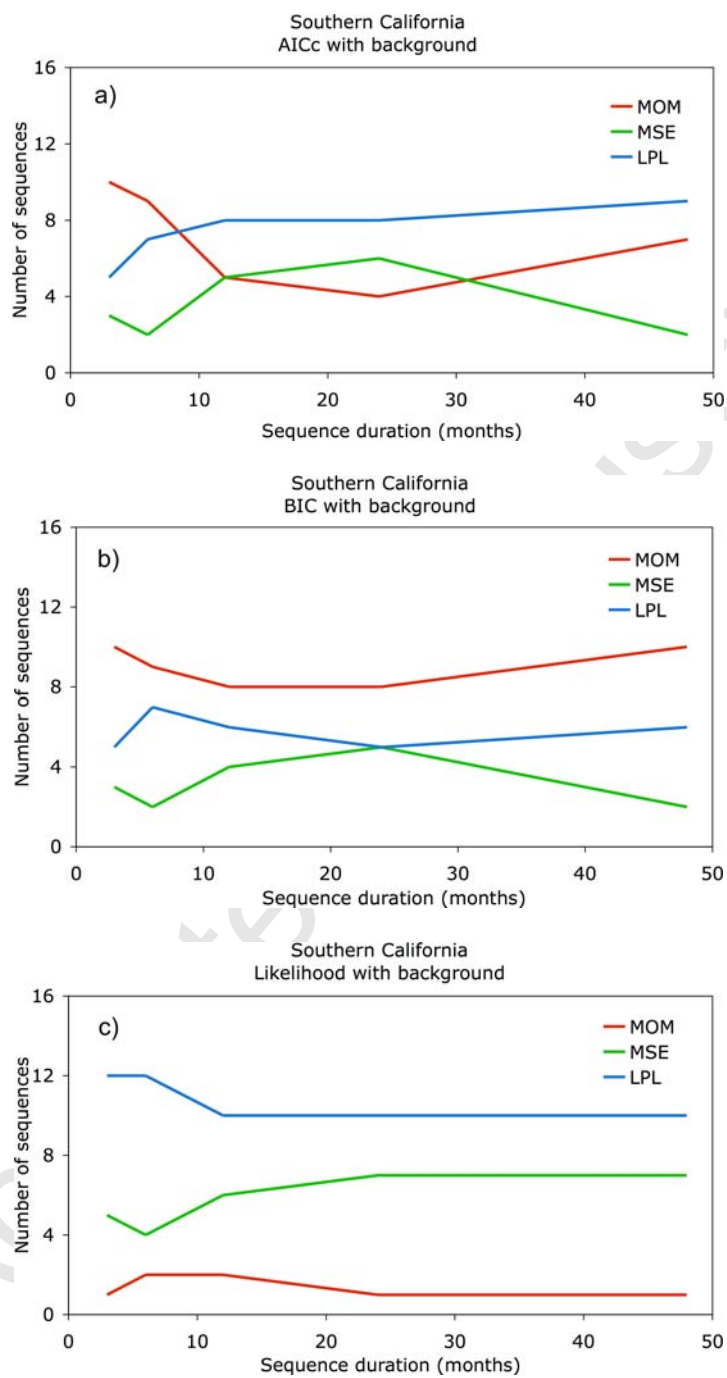 Southern California
AICc with background
a)
MOM
MSE
LPL
Number of sequences
16
12
8
4
0
0 10 20 30 40 50
Sequence duration (months)
Southern California
BIC with background
b)
MOM
MSE
LPL
Number of sequences
16
12
8
4
0
0 10 20 30 40 50
Sequence duration (months)
Southern California
Likelihood with background
c)
MOM
MSE
LPL
Number of sequences
16
12
8
4
0
0 10 20 30 40 50
Sequence duration (months)